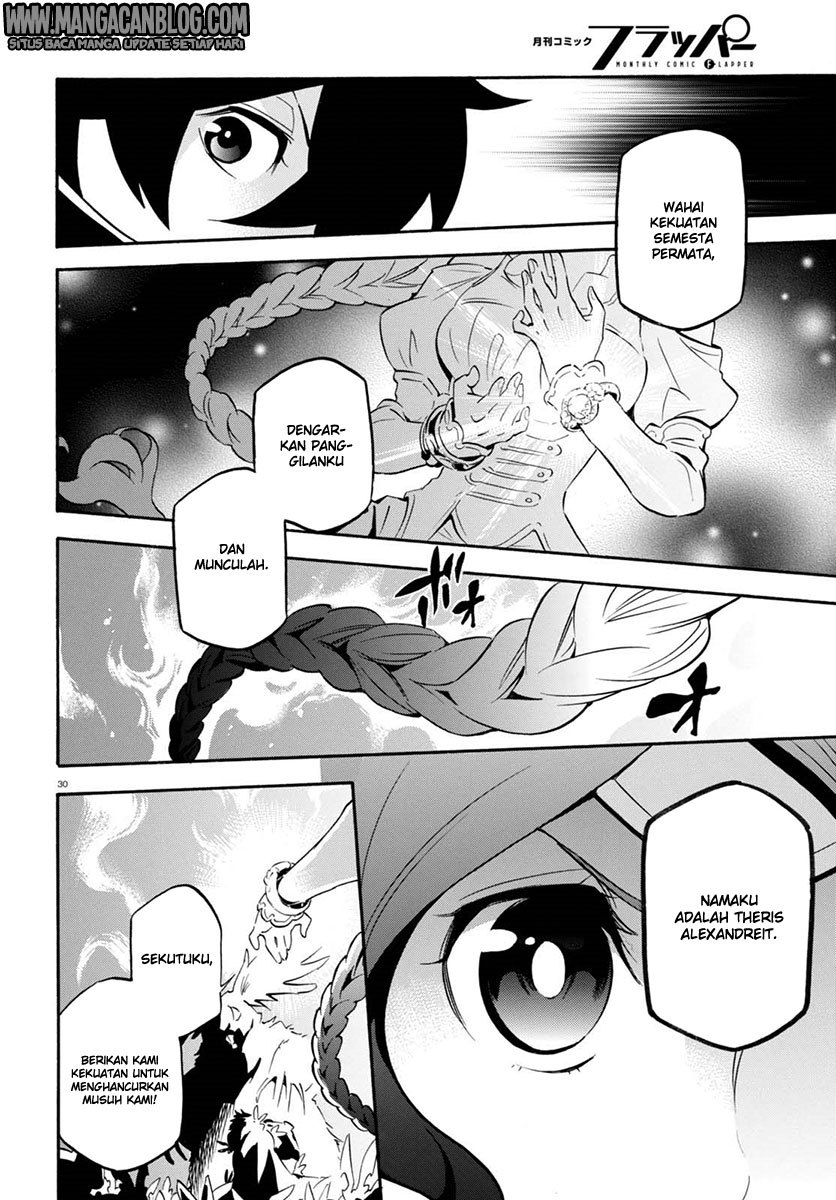 WWW.MANGACANBLOG.COM
SITUS BACA MANGA UPDATE SETIAP HARI
月刊コミック
フラッパー
MONTHLY COMIC FLAPPER
WAHAI
KEKUATAN
SEMESTA
PERMATA,
DENGAR-
KAN PANG-
GILANKU
DAN
MUNCULAH.
ボオ
オ
30
NAMAKU
ADALAH THERIS
ALEXANDREIT.
SEKUTUKU,
BERIKAN KAMI
KEKUATAN UNTUK
MENGHANCURKAN
MUSUH KAMI!